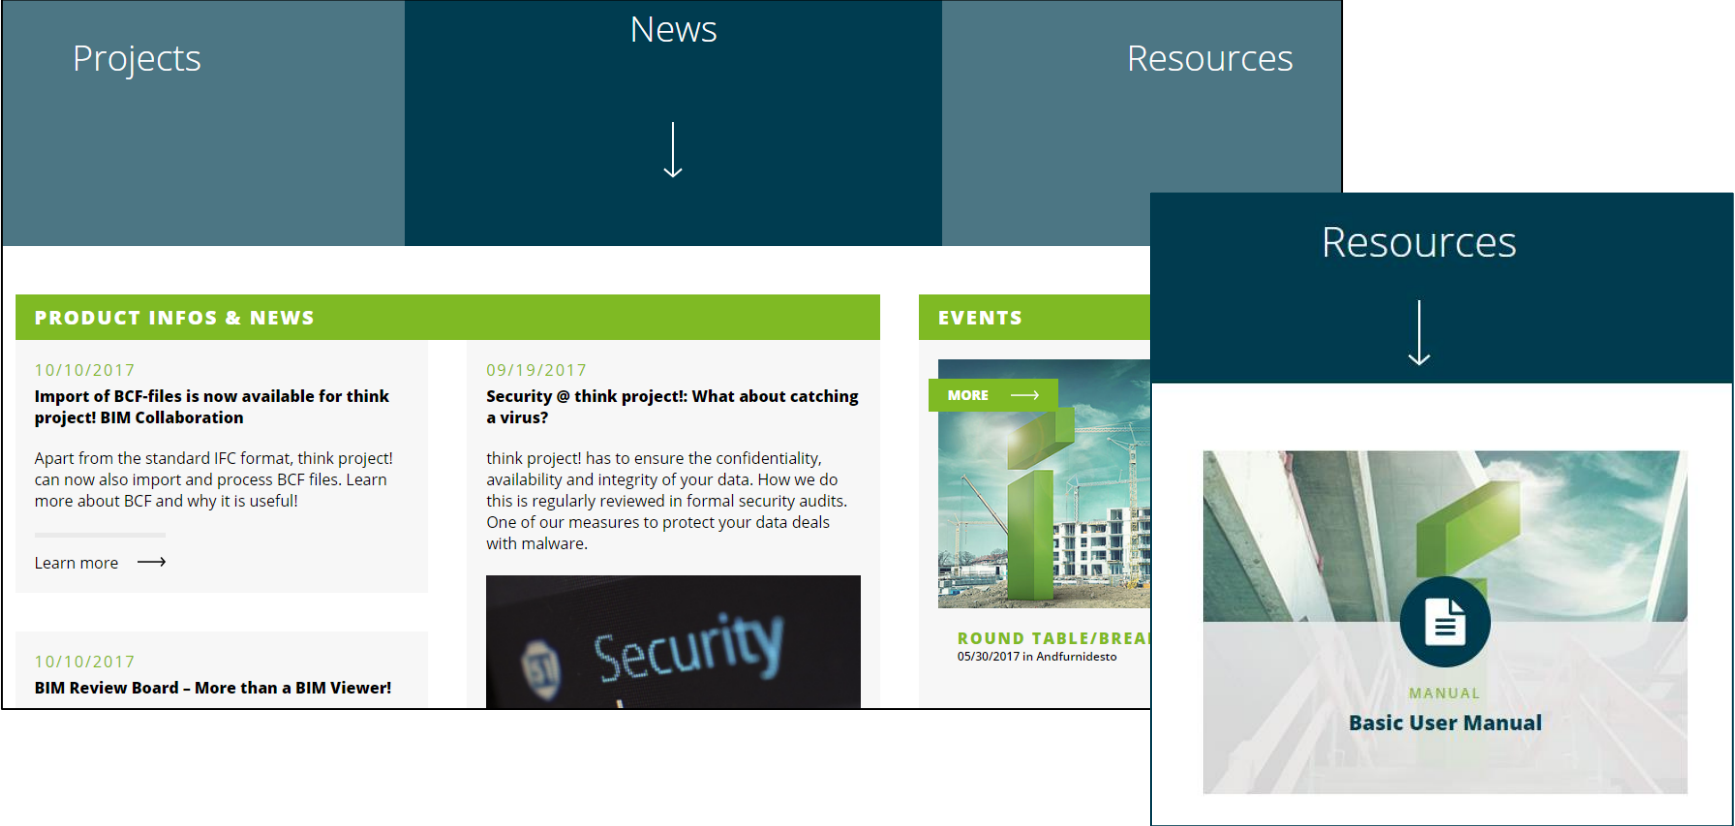 Projects
News
Resources
PRODUCT INFOS & NEWS
10/10/2017
Import of BCF-files is now available for think
project! BIM Collaboration
Apart from the standard IFC format, think project!
can now also import and process BCF files. Learn
more about BCF and why it is useful!
Learn more
10/10/2017
BIM Review Board – More than a BIM Viewer!
09/19/2017
Security @ think project!: What about catching
a virus?
think project! has to ensure the confidentiality,
availability and integrity of your data. How we do
this is regularly reviewed in formal security audits.
One of our measures to protect your data deals
with malware.
Security
EVENTS
MORE
ROUND TABLE/BREA
05/30/2017 in Andfurnidesto
Resources
MANUAL
Basic User Manual